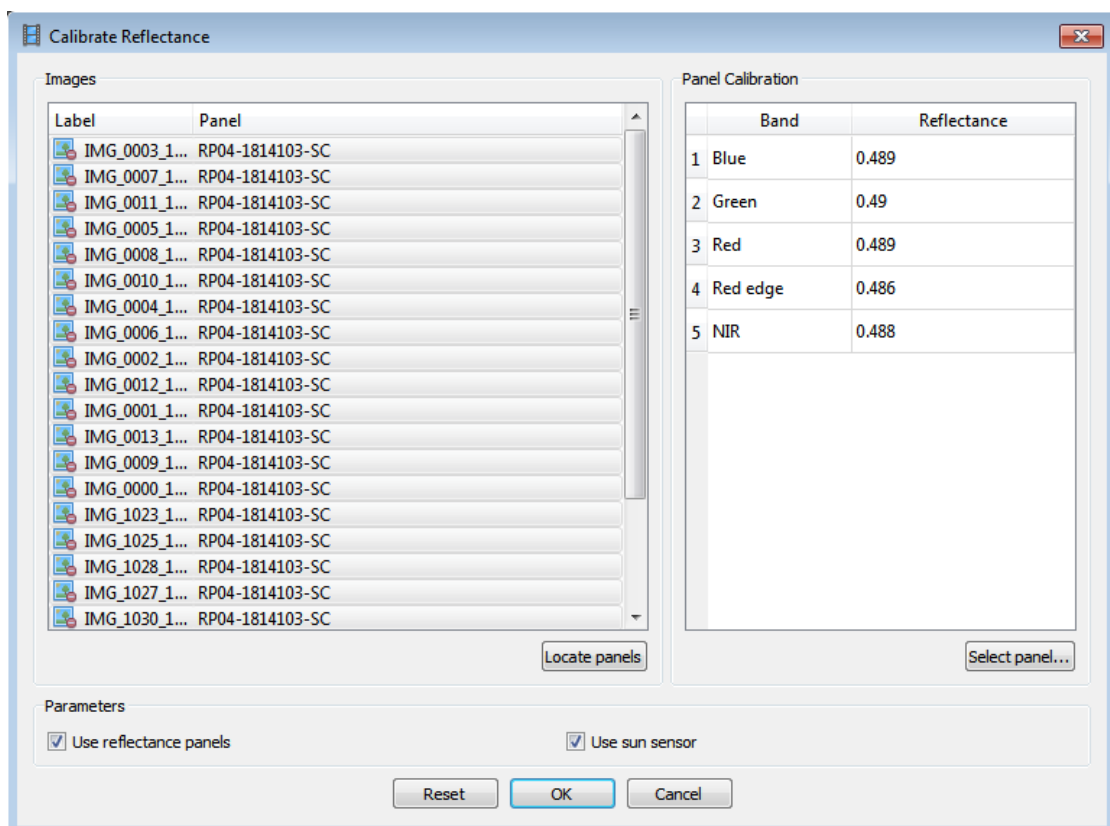 Calibrate Reflectance
Images
Label Panel
IMG_0003_1... RP04-1814103-SC
IMG_0007_1... RP04-1814103-SC
IMG_0011_1... RP04-1814103-SC
IMG_0005_1... RP04-1814103-SC
IMG_0008_1... RP04-1814103-SC
IMG_0010_1... RP04-1814103-SC
IMG_0004_1... RP04-1814103-SC
IMG_0006_1... RP04-1814103-SC
IMG_0002_1... RP04-1814103-SC
IMG_0012_1... RP04-1814103-SC
IMG_0001_1... RP04-1814103-SC
IMG_0013_1... RP04-1814103-SC
IMG_0009_1... RP04-1814103-SC
IMG_0000_1... RP04-1814103-SC
IMG_1023_1... RP04-1814103-SC
IMG_1025_1... RP04-1814103-SC
IMG_1028_1... RP04-1814103-SC
IMG_1027_1... RP04-1814103-SC
IMG_1030_1... RP04-1814103-SC
Locate panels
Panel Calibration
Band Reflectance
1 Blue 0.489
2 Green 0.49
3 Red 0.489
4 Red edge 0.486
5 NIR 0.488
Select panel...
Parameters
Use reflectance panels Use sun sensor
Reset OK Cancel